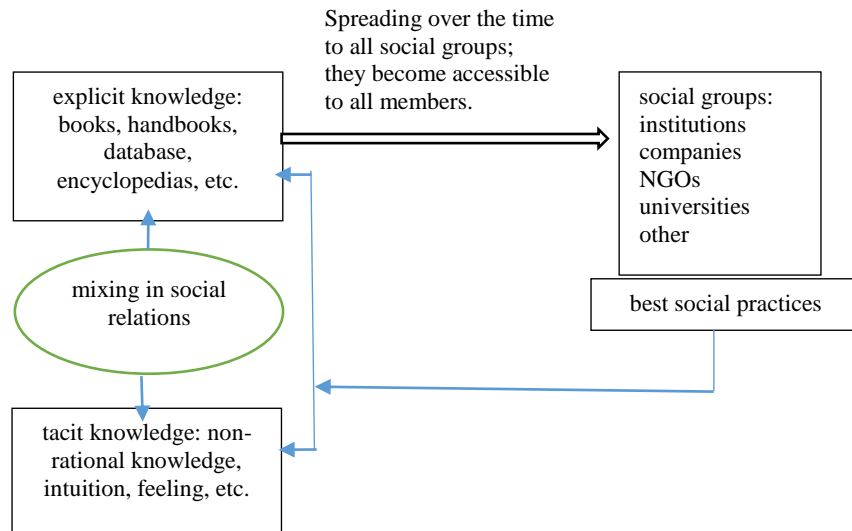 Spreading over the time
to all social groups;
they become accessible
to all members.
explicit knowledge:
books, handbooks,
database,
encyclopedias, etc.
social groups:
institutions
companies
NGOs
universities
other
mixing in social
relations
best social practices
tacit knowledge: non-
rational knowledge,
intuition, feeling, etc.